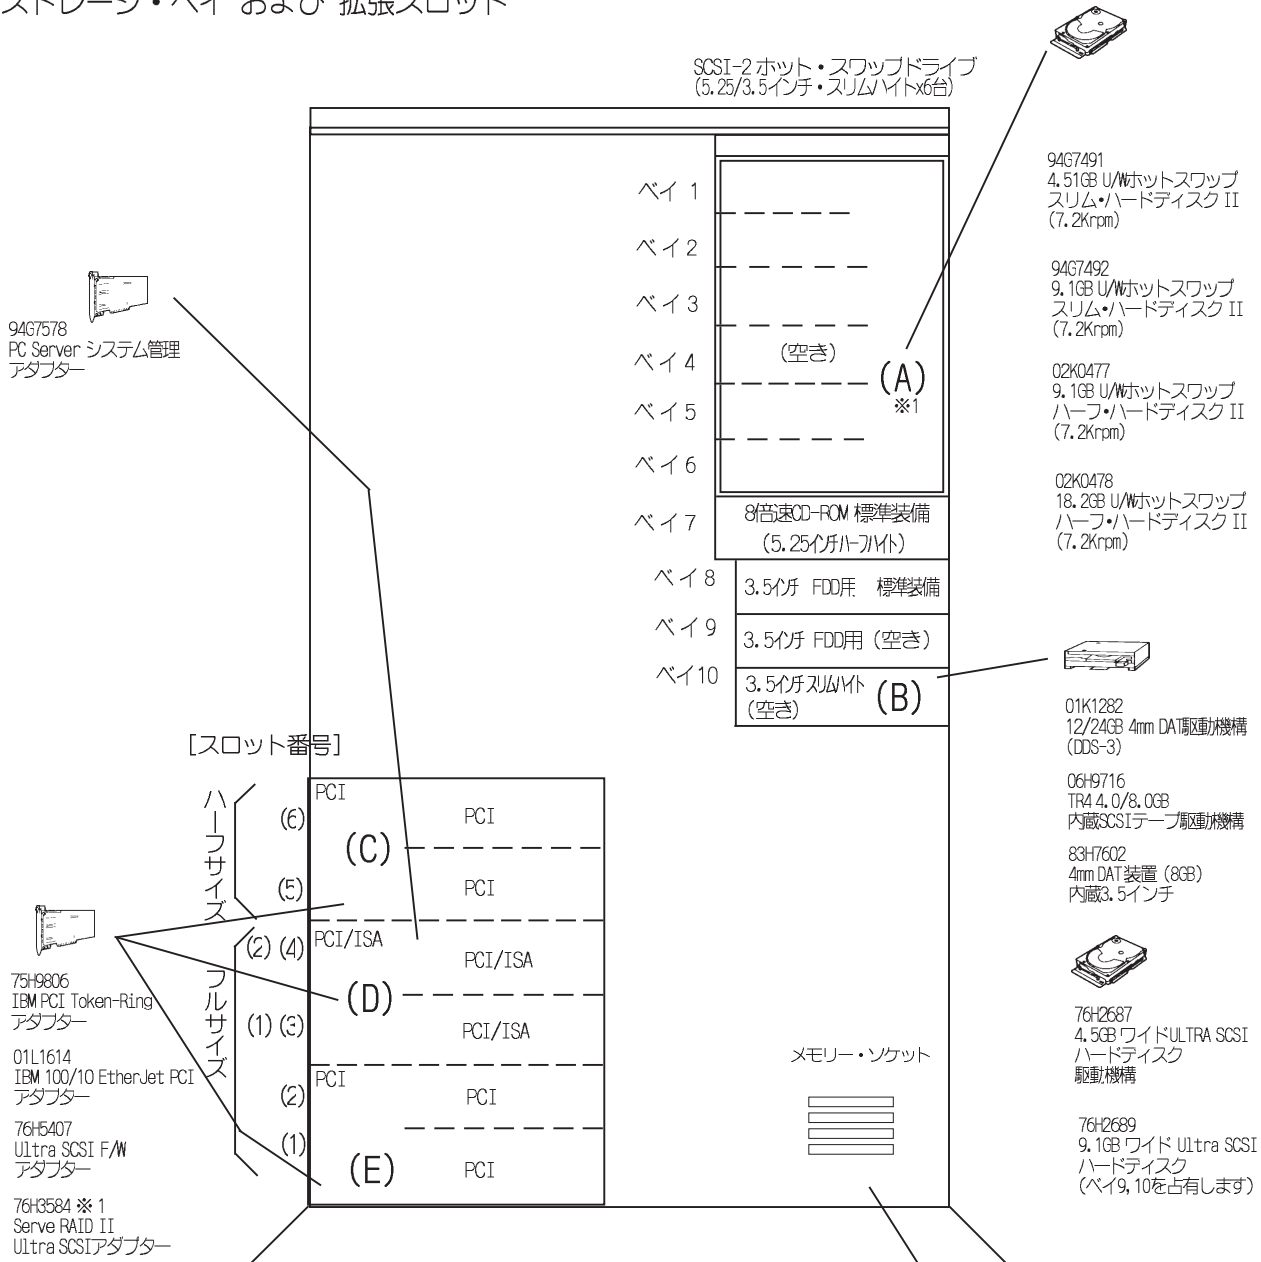 ストレージ・ベイ および 拡張スロット
SCSI-2 ホット・スワップドライブ
(5.25/3.5インチ・スリムハイトx6台)
ベイ 1
ベイ 2
ベイ 3
ベイ 4
ベイ 5
ベイ 6
ベイ 7
ベイ 8
ベイ 9
ベイ10
(空き)
(A)
※1
8倍速CD-ROM 標準装備
(5.25インチハーフハイト)
3.5インチ FDD用 標準装備
3.5インチ FDD用 (空き)
3.5インチスリムハイト
(空き)
(B)
94G7491
4.51GB U/Wホットスワップ
スリム・ハードディスク II
(7.2Krpm)
94G7492
9.1GB U/Wホットスワップ
スリム・ハードディスク II
(7.2Krpm)
02K0477
9.1GB U/Wホットスワップ
ハーフ・ハードディスク II
(7.2Krpm)
02K0478
18.2GB U/Wホットスワップ
ハーフ・ハードディスク II
(7.2Krpm)
01K1282
12/24GB 4mm DAT駆動機構
(DDS-3)
06H9716
TR4 4.0/8.0GB
内蔵SCSIテープ駆動機構
83H7602
4mm DAT装置 (8GB)
内蔵3.5インチ
76H2687
4.5GB ワイドULTRA SCSI
ハードディスク
駆動機構
76H2689
9.1GB ワイド Ultra SCSI
ハードディスク
(ベイ9,10を占有します)
94G7578
PC Server システム管理
アダプター
[スロット番号]
ハーフサイズ
フルサイズ
(6)
(5)
(2) (4)
(1) (3)
(2)
(1)
PCI
PCI
(C)
PCI
PCI/ISA
PCI/ISA
(D)
PCI/ISA
PCI
PCI
(E)
PCI
メモリー・ソケット
75H9806
IBM PCI Token-Ring
アダプター
01L1614
IBM 100/10 EtherJet PCI
アダプター
76H5407
Ultra SCSI F/W
アダプター
76H3584 ※1
Serve RAID II
Ultra SCSIアダプター